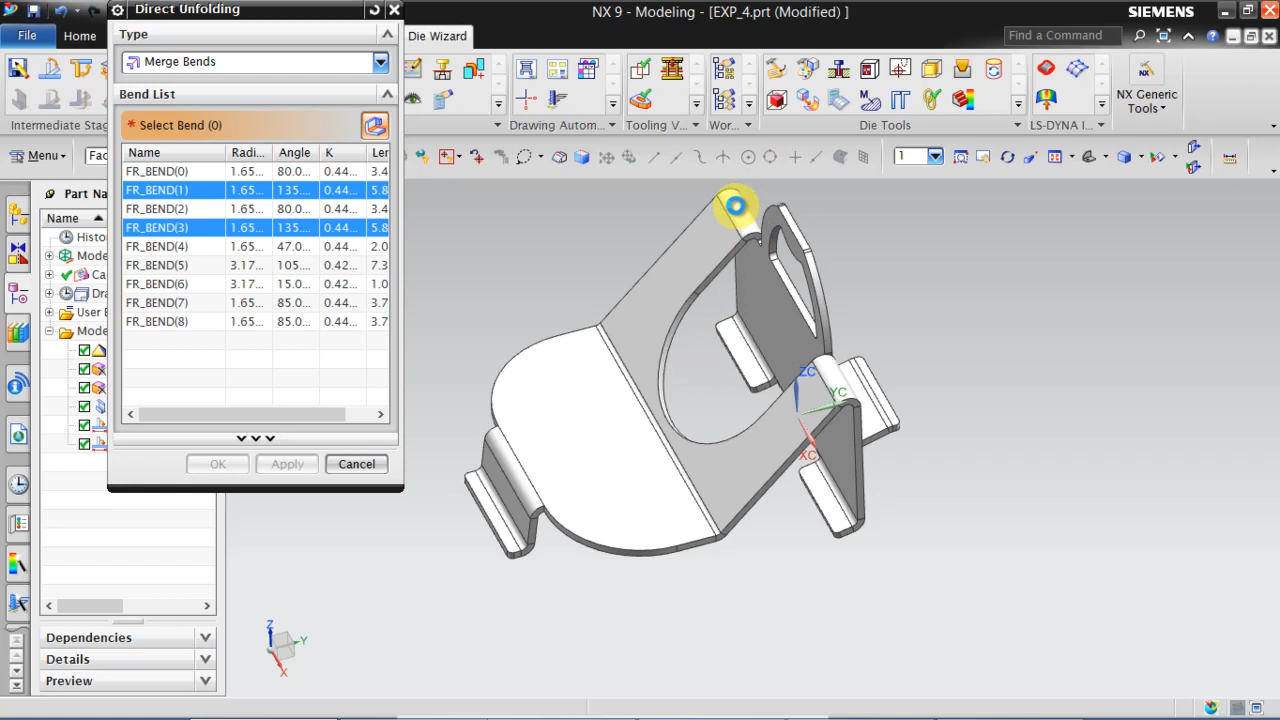 Direct Unfolding
NX 9 - Modeling - [EXP_4.prt (Modified) ]
SIEMENS
File
Home
Die Wizard
Find a Command
Type
Merge Bends
Bend List
* Select Bend (0)
Intermediate Stag
Drawing Autom...
Tooling V...
Wor...
Die Tools
LS-DYNA I
NX Generic
Tools
Menu
Fac
1
Name Radi... Angle K Ler
FR_BEND(0) 1.65... 80.0... 0.44... 3.4
FR_BEND(1) 1.65... 135.... 0.44... 5.8
FR_BEND(2) 1.65... 80.0... 0.44... 3.4
FR_BEND(3) 1.65... 135.... 0.44... 5.8
FR_BEND(4) 1.65... 47.0... 0.44... 2.0
FR_BEND(5) 3.17... 105.... 0.42... 7.3
FR_BEND(6) 3.17... 15.0... 0.42... 1.0
FR_BEND(7) 1.65... 85.0... 0.44... 3.7
FR_BEND(8) 1.65... 85.0... 0.44... 3.7
OK
Apply
Cancel
Part Na
Name
Histo
Mode
Ca
Dra
User E
Mode
Dependencies
Details
Preview
ZC
YC
XC
Z
Y
X